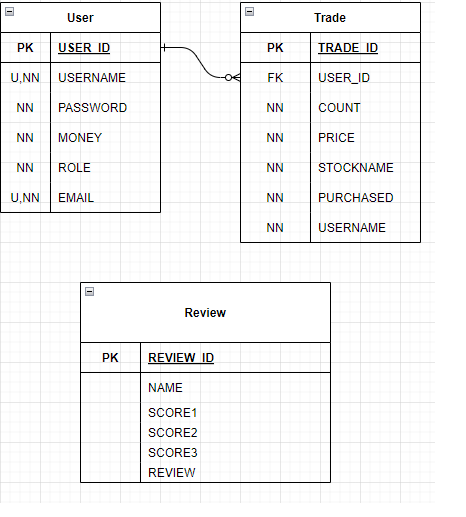 User
PK USER_ID
U,NN USERNAME
NN PASSWORD
NN MONEY
NN ROLE
U,NN EMAIL
Trade
PK TRADE_ID
FK USER_ID
NN COUNT
NN PRICE
NN STOCKNAME
NN PURCHASED
NN USERNAME
Review
PK REVIEW_ID
NAME
SCORE1
SCORE2
SCORE3
REVIEW